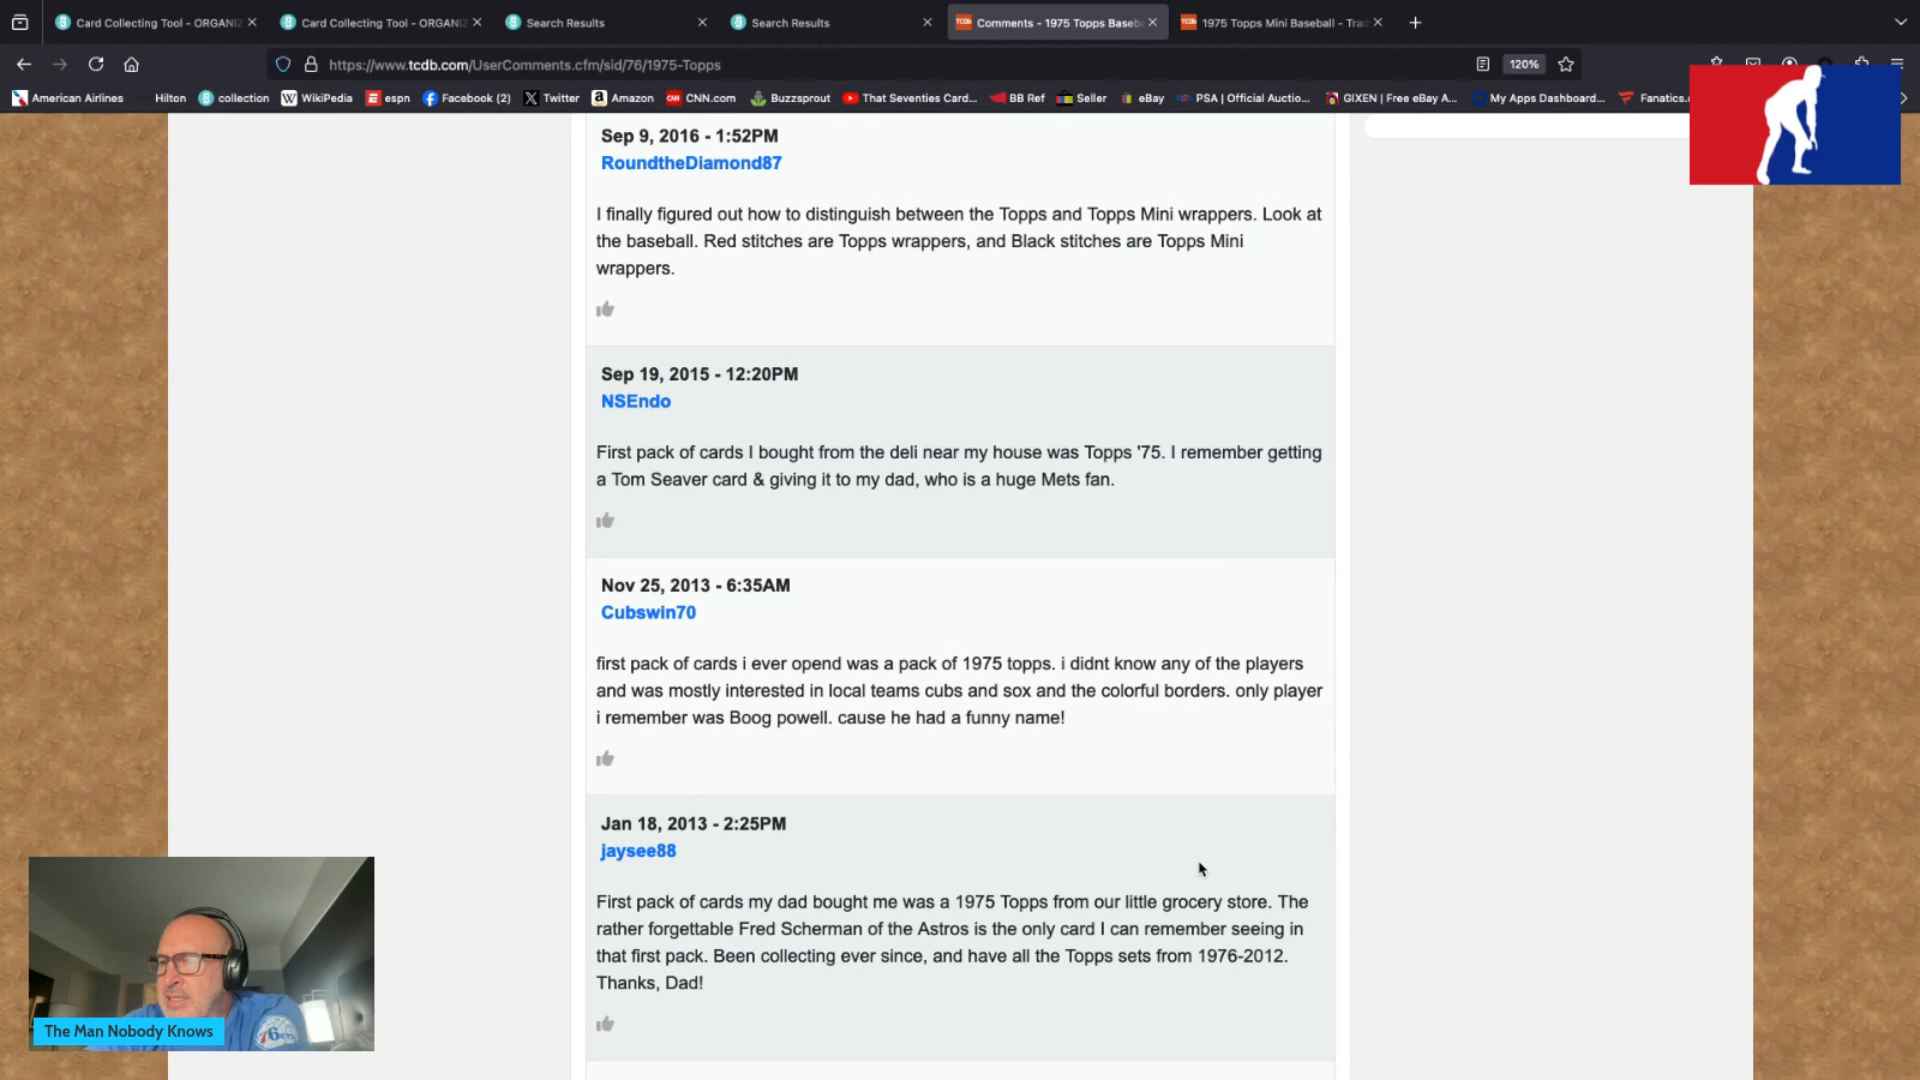 Card Collecting Tool - ORGANIZ
Card Collecting Tool - ORGANIZ
Search Results
Search Results
Comments - 1975 Topps Baseb
1975 Topps Mini Baseball - Trad
https://www.tcdb.com/UserComments.cfm/sid/76/1975-Topps
120%
American Airlines
Hilton
collection
WikiPedia
espn
Facebook (2)
Twitter
Amazon
CNN.com
Buzzsprout
That Seventies Card...
BB Ref
Seller
eBay
PSA | Official Auctio...
GIXEN | Free eBay A...
My Apps Dashboard...
Fanatics.
Sep 9, 2016 - 1:52PM
RoundtheDiamond87
I finally figured out how to distinguish between the Topps and Topps Mini wrappers. Look at
the baseball. Red stitches are Topps wrappers, and Black stitches are Topps Mini
wrappers.
Sep 19, 2015 - 12:20PM
NSEndo
First pack of cards I bought from the deli near my house was Topps '75. I remember getting
a Tom Seaver card & giving it to my dad, who is a huge Mets fan.
Nov 25, 2013 - 6:35AM
Cubswin70
first pack of cards i ever opend was a pack of 1975 topps. i didnt know any of the players
and was mostly interested in local teams cubs and sox and the colorful borders. only player
i remember was Boog powell. cause he had a funny name!
Jan 18, 2013 - 2:25PM
jaysee88
First pack of cards my dad bought me was a 1975 Topps from our little grocery store. The
rather forgettable Fred Scherman of the Astros is the only card I can remember seeing in
that first pack. Been collecting ever since, and have all the Topps sets from 1976-2012.
Thanks, Dad!
The Man Nobody Knows
76ers